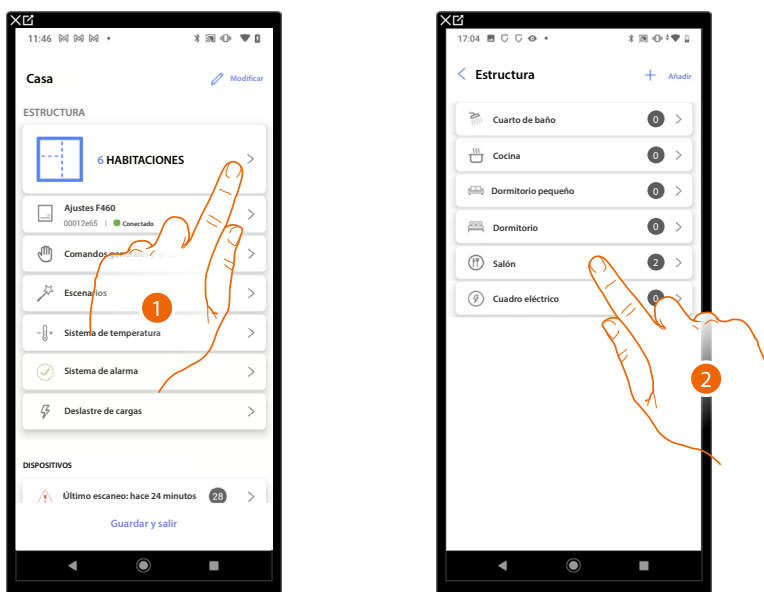 11:46
Casa
Modificar
ESTRUCTURA
6 HABITACIONES
Ajustes F460
00012e65 | Conectado
Comandos generales
Escenarios
Sistema de temperatura
Sistema de alarma
Deslastre de cargas
DISPOSITIVOS
Último escaneo: hace 24 minutos 28
Guardar y salir
1
17:04
Estructura
+ Añadir
Cuarto de baño 0
Cocina 0
Dormitorio pequeño 0
Dormitorio 0
Salón 2
Cuadro eléctrico 0
2